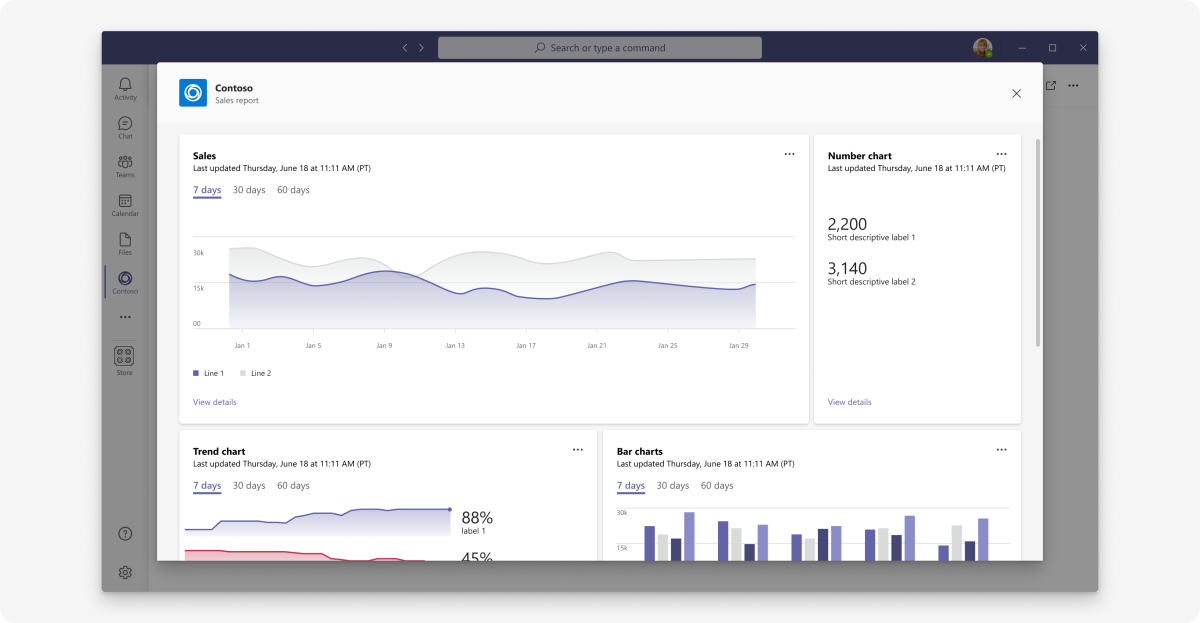 Search or type a command
Activity
Chat
Teams
Calendar
Files
Contoso
Store
Contoso
Sales report
Sales
Last updated Thursday, June 18 at 11:11 AM (PT)
7 days 30 days 60 days
30k
15k
00
Jan 1 Jan 5 Jan 9 Jan 13 Jan 17 Jan 21 Jan 25 Jan 29
Line 1 Line 2
View details
Number chart
Last updated Thursday, June 18 at 11:11 AM (PT)
2,200
Short descriptive label 1
3,140
Short descriptive label 2
View details
Trend chart
Last updated Thursday, June 18 at 11:11 AM (PT)
7 days 30 days 60 days
88%
label 1
45%
Bar charts
Last updated Thursday, June 18 at 11:11 AM (PT)
7 days 30 days 60 days
30k
15k